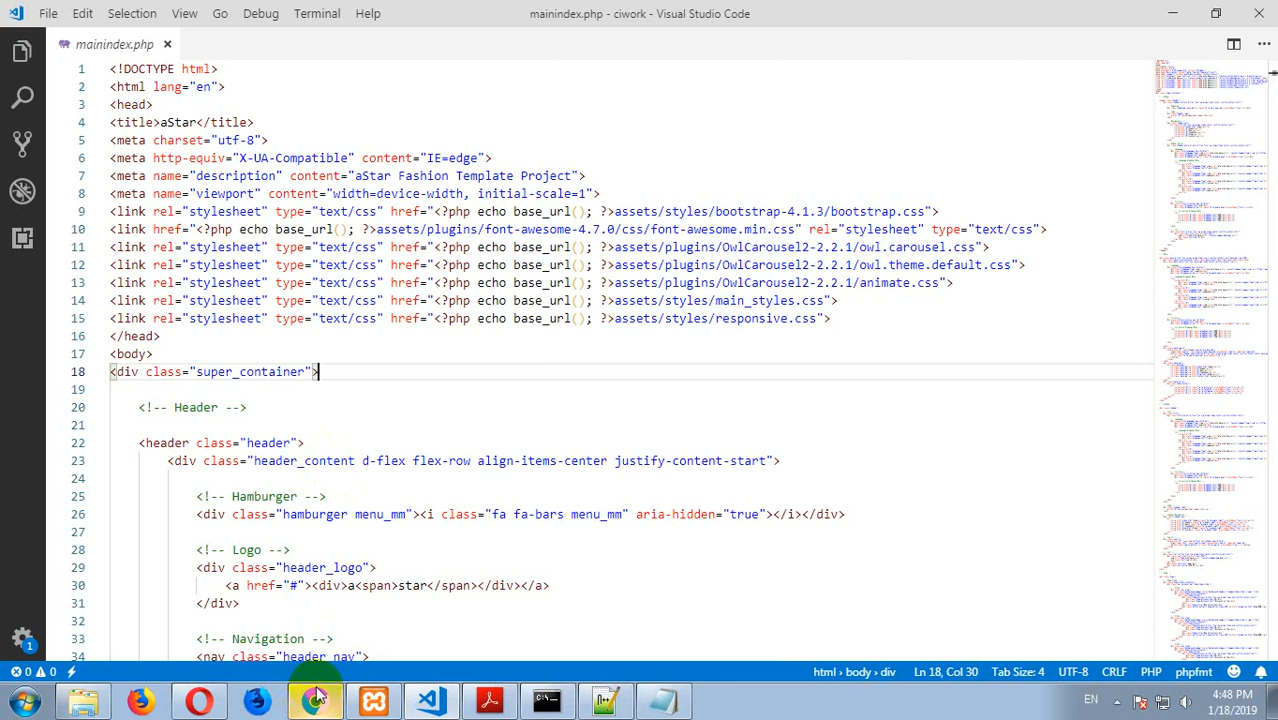 File Edit Selection View Go Debug Terminal Help
mainindex.php - ciwork - Visual Studio Code
mainindex.php ×
1 <!DOCTYPE html>
2 <html lang="en">
3 <head>
4 <title>aStar</title>
5 <meta charset="utf-8">
6 <meta http-equiv="X-UA-Compatible" content="IE=edge">
7 <meta name="description" content="aStar Fashion Template Project">
8 <meta name="viewport" content="width=device-width, initial-scale=1">
9 <link rel="stylesheet" type="text/css" href="<?php echo base_url(); ?>assets/styles/bootstrap-4.1.3/bootstrap.css">
10 <link href="<?php echo base_url(); ?>assets/plugins/font-awesome-4.7.0/css/font-awesome.min.css" rel="stylesheet" type="text/css">
11 <link rel="stylesheet" type="text/css" href="<?php echo base_url(); ?>assets/plugins/OwlCarousel2-2.2.1/owl.carousel.css">
12 <link rel="stylesheet" type="text/css" href="<?php echo base_url(); ?>assets/plugins/OwlCarousel2-2.2.1/owl.theme.default.css">
13 <link rel="stylesheet" type="text/css" href="<?php echo base_url(); ?>assets/plugins/OwlCarousel2-2.2.1/animate.css">
14 <link rel="stylesheet" type="text/css" href="<?php echo base_url(); ?>assets/styles/main_styles.css">
15 <link rel="stylesheet" type="text/css" href="<?php echo base_url(); ?>assets/styles/responsive.css">
16 </head>
17 <body>
18 <div class="super_container">
19
20 <!-- Header -->
21
22 <header class="header">
23 <div class="header_content d-flex flex-row align-items-center justify-content-start">
24
25 <!-- Hamburger -->
26 <div class="hamburger menu_mm"><i class="fa fa-bars menu_mm" aria-hidden="true"></i></div>
27
28 <!-- Logo -->
29 <div class="header_logo">
30 <a href="#"><div>a<span>star</span></div></a>
31 </div>
32
33 <!-- Navigation -->
34 <nav class="header_nav">
1
0 0
html › body › div Ln 18, Col 30 Tab Size: 4 UTF-8 CRLF PHP phpfmt
EN
4:48 PM
1/18/2019